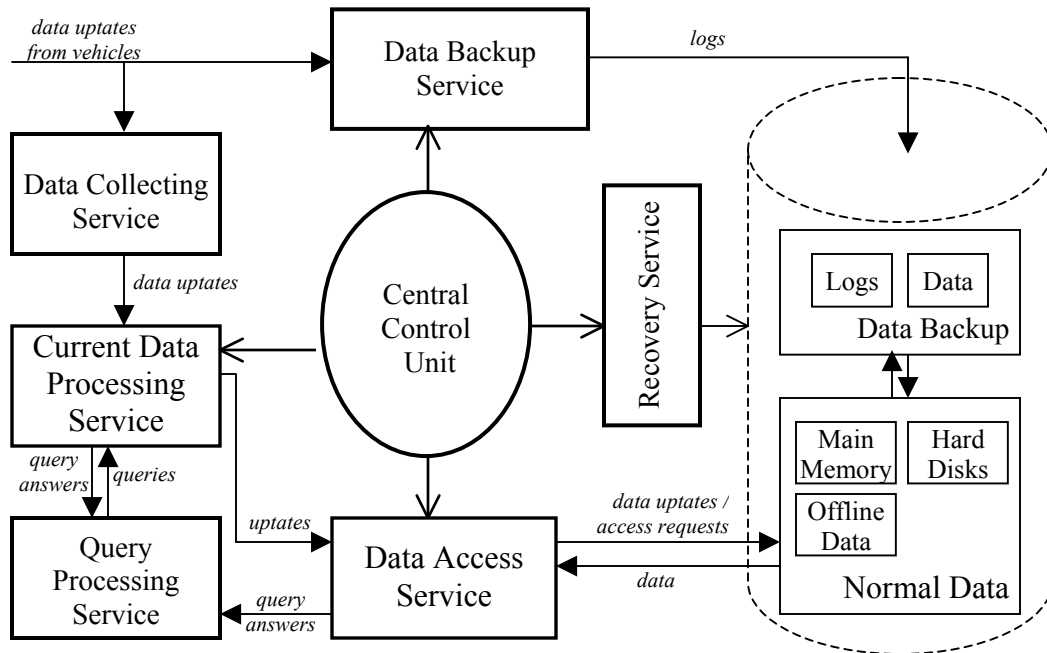 data uptates
from vehicles
Data Backup
Service
logs
Data Collecting
Service
data uptates
Central
Control
Unit
Recovery Service
Logs
Data
Data Backup
Current Data
Processing
Service
query
answers
queries
uptates
Main
Memory
Hard
Disks
Offline
Data
Normal Data
data uptates /
access requests
data
Query
Processing
Service
query
answers
Data Access
Service